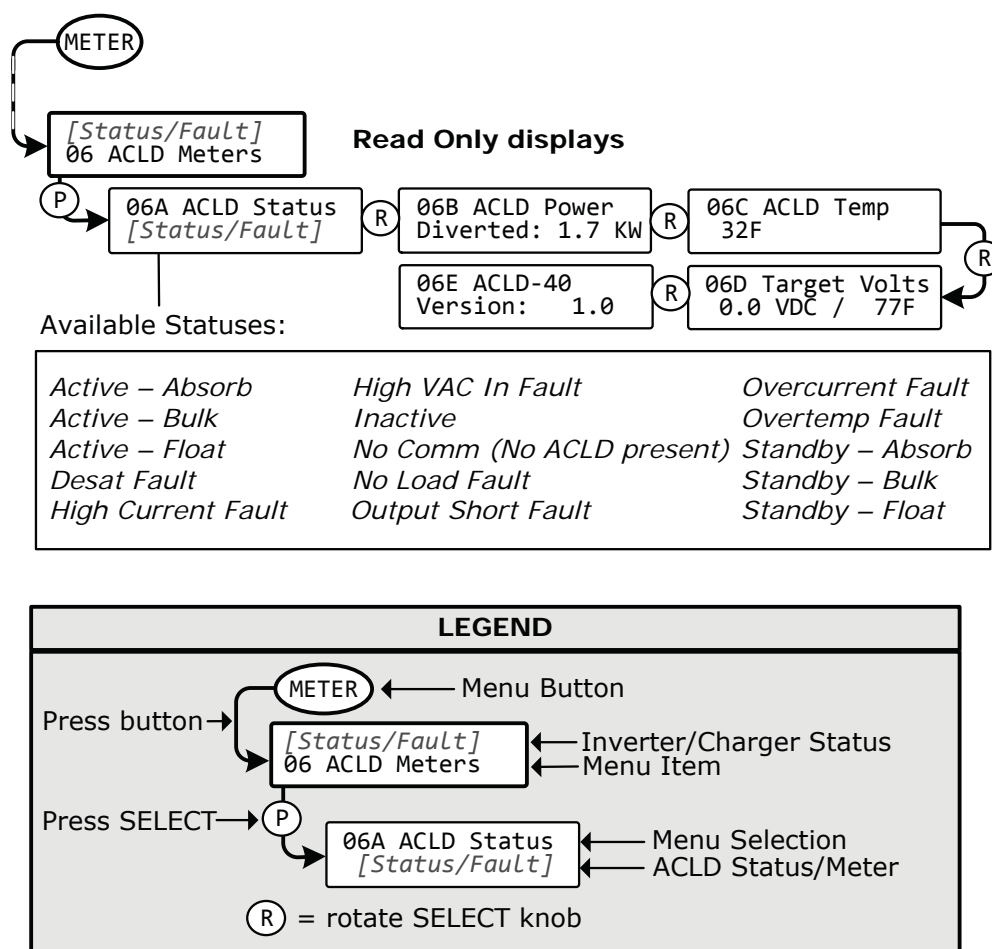 METER
[Status/Fault]
06 ACLD Meters
Read Only displays
P
06A ACLD Status
[Status/Fault]
R
06B ACLD Power
Diverted: 1.7 KW
R
06C ACLD Temp
32F
R
06D Target Volts
0.0 VDC / 77F
R
06E ACLD-40
Version: 1.0
Available Statuses:
Active – Absorb
Active – Bulk
Active – Float
Desat Fault
High Current Fault
High VAC In Fault
Inactive
No Comm (No ACLD present)
No Load Fault
Output Short Fault
Overcurrent Fault
Overtemp Fault
Standby – Absorb
Standby – Bulk
Standby – Float
LEGEND
METER
Menu Button
Press button
[Status/Fault]
06 ACLD Meters
Inverter/Charger Status
Menu Item
Press SELECT
P
06A ACLD Status
[Status/Fault]
Menu Selection
ACLD Status/Meter
R = rotate SELECT knob